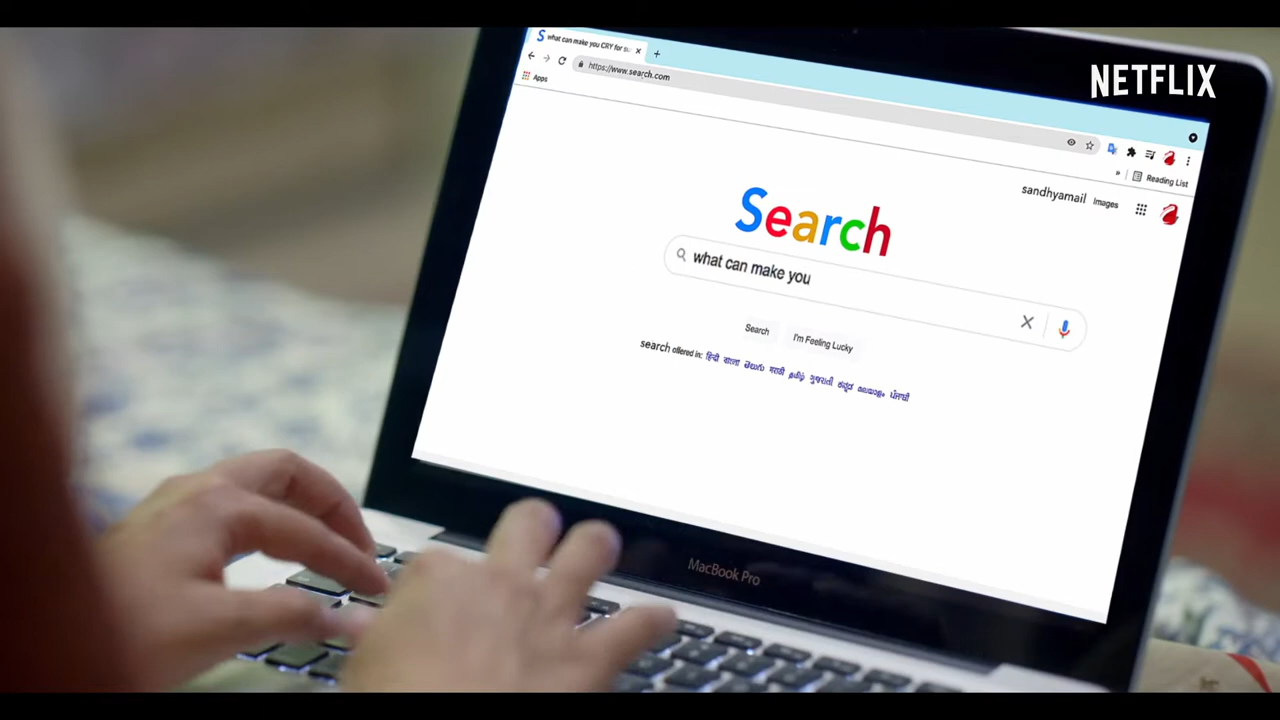 NETFLIX
S what can make you CRY for su
https://www.search.com
Apps
Reading List
sandhyamail Images
Search
what can make you
Search I'm Feeling Lucky
search offered in: हिन्दी বাংলা తెలుగు मराठी தமிழ் ગુજરાતી ಕನ್ನಡ മലയാളം ਪੰਜਾਬੀ
MacBook Pro